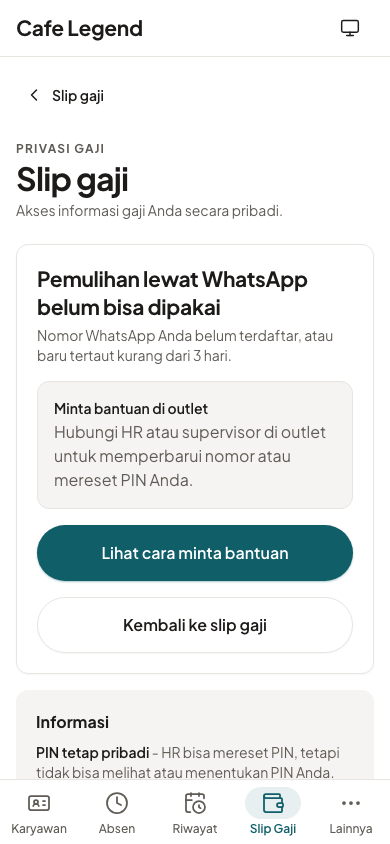 Cafe Legend
Slip gaji
PRIVASI GAJI
Slip gaji
Akses informasi gaji Anda secara pribadi.
Pemulihan lewat WhatsApp
belum bisa dipakai
Nomor WhatsApp Anda belum terdaftar, atau
baru tertaut kurang dari 3 hari.
Minta bantuan di outlet
Hubungi HR atau supervisor di outlet
untuk memperbarui nomor atau
mereset PIN Anda.
Lihat cara minta bantuan
Kembali ke slip gaji
Informasi
PIN tetap pribadi - HR bisa mereset PIN, tetapi
tidak bisa melihat atau menentukan PIN Anda.
Karyawan
Absen
Riwayat
Slip Gaji
Lainnya